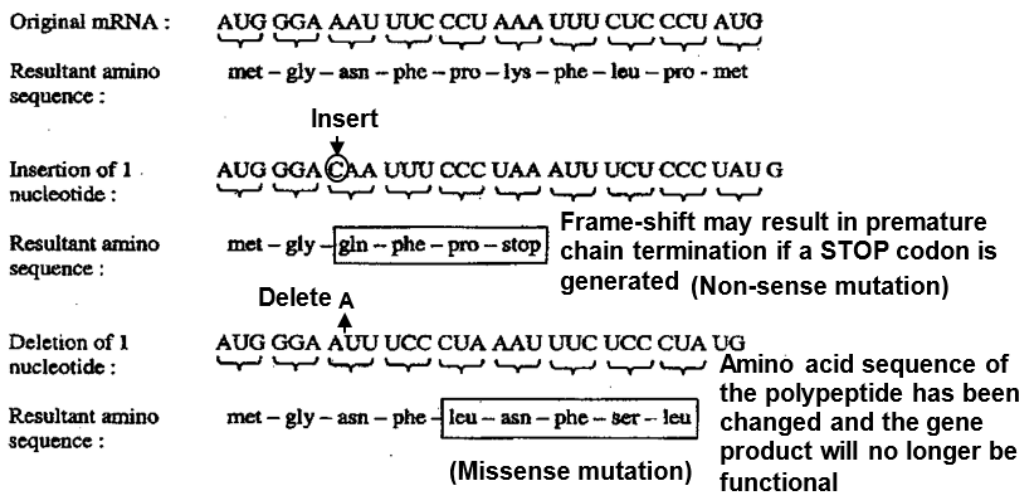 Original mRNA : AUG GGA AAU UUC CCU AAA UUU CUC CCU AUG
Resultant amino sequence : met – gly – asn – phe – pro – lys – phe – leu – pro - met
Insert
Insertion of 1 nucleotide : AUG GGA CAA UUU CCC UAA AUU UCU CCC UAU G
Resultant amino sequence : met – gly – gln – phe – pro – stop
Frame-shift may result in premature
chain termination if a STOP codon is
generated (Non-sense mutation)
Delete A
Deletion of 1 nucleotide : AUG GGA AUU UCC CUA AAU UUC UCC CUA UG
Resultant amino sequence : met – gly – asn – phe – leu – asn – phe – ser – leu
(Missense mutation)
Amino acid sequence of
the polypeptide has been
changed and the gene
product will no longer be
functional